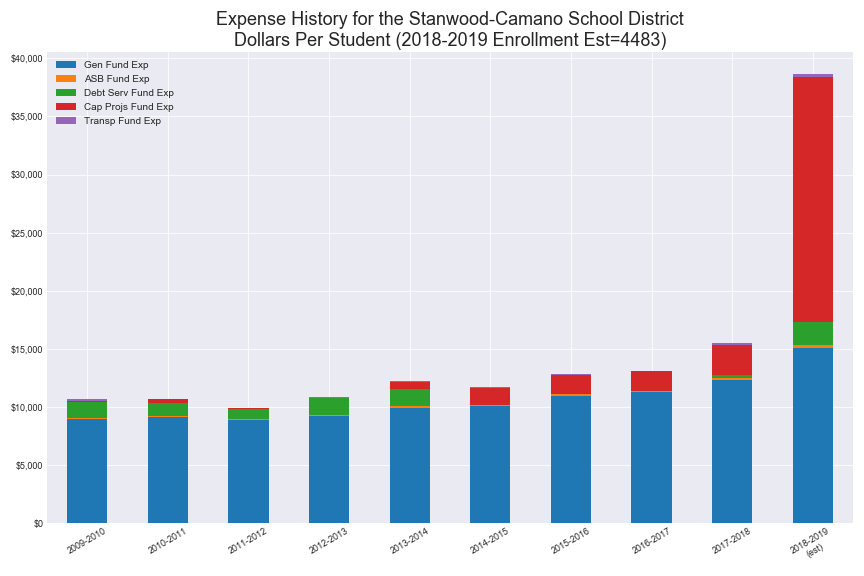 Expense History for the Stanwood-Camano School District
Dollars Per Student (2018-2019 Enrollment Est=4483)
$40,000
$35,000
$30,000
$25,000
$20,000
$15,000
$10,000
$5,000
$0
Gen Fund Exp
ASB Fund Exp
Debt Serv Fund Exp
Cap Projs Fund Exp
Transp Fund Exp
2009-2010
2010-2011
2011-2012
2012-2013
2013-2014
2014-2015
2015-2016
2016-2017
2017-2018
2018-2019
(est)